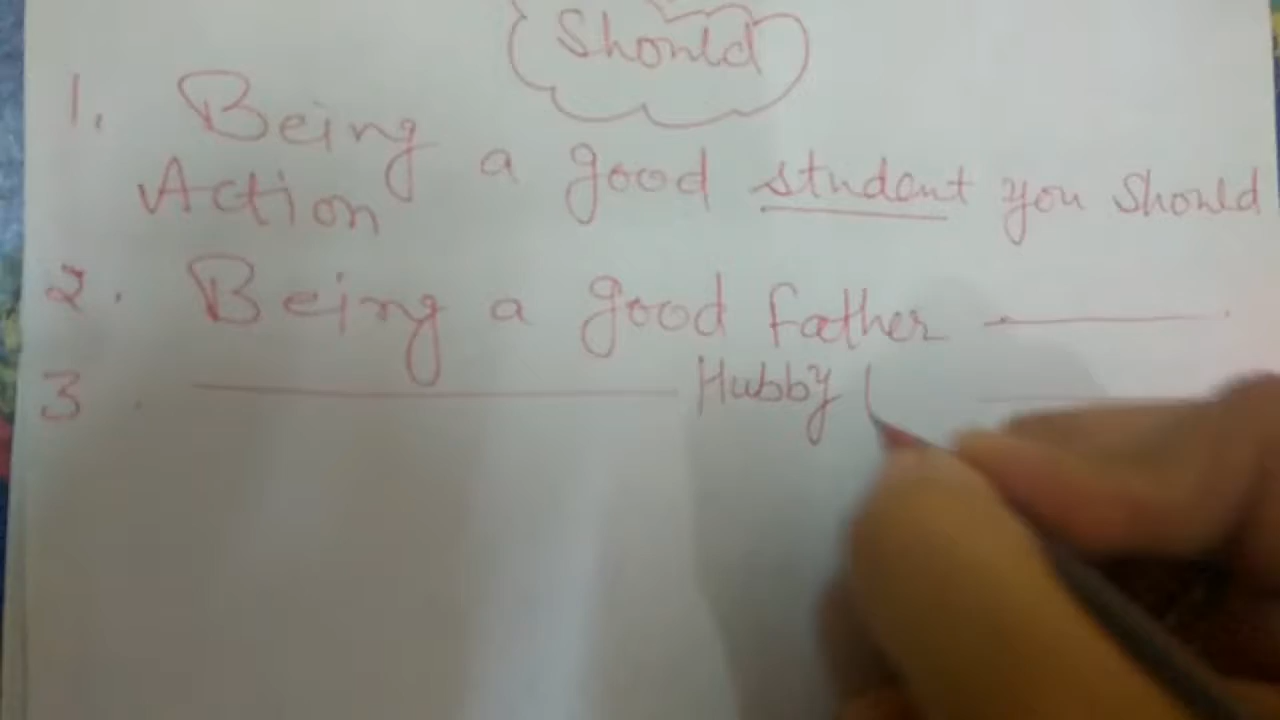 Should
1. Being a good student you should
Action
2. Being a good father
3 Hubby (